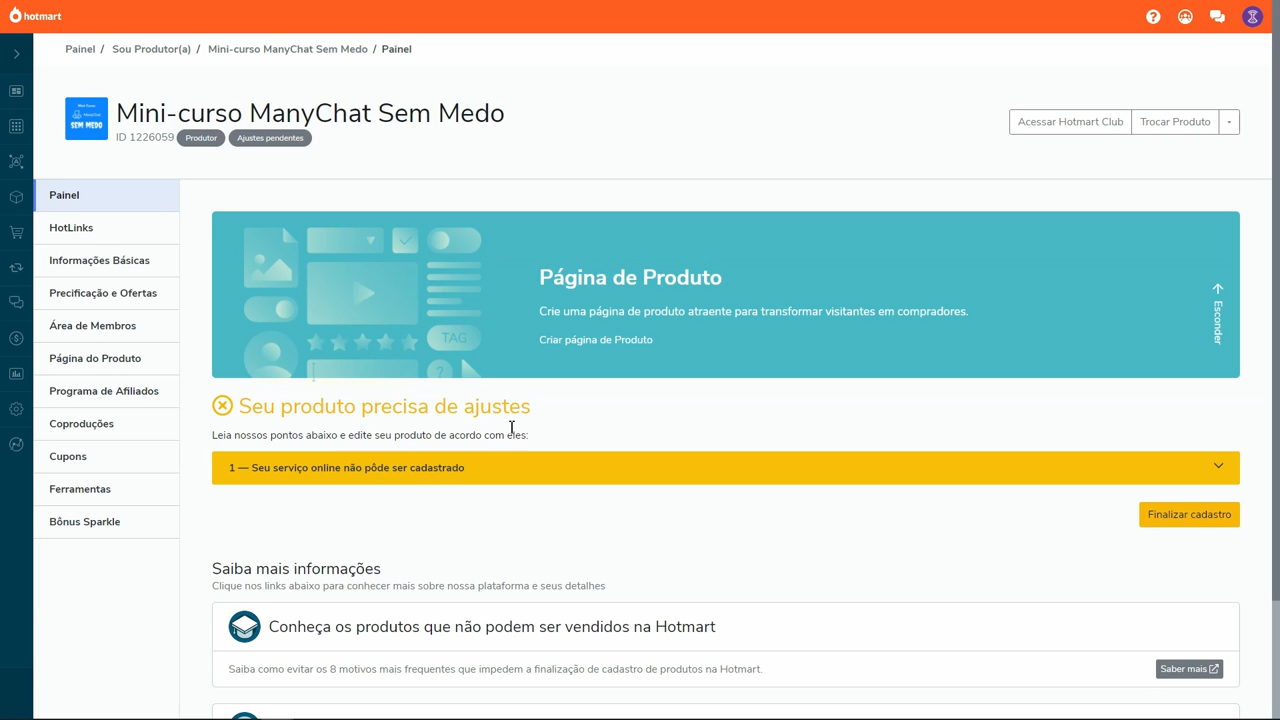 hotmart
Painel / Sou Produtor(a) / Mini-curso ManyChat Sem Medo / Painel
Mini-curso ManyChat Sem Medo
ID 1226059 Produtor Ajustes pendentes
SEM MEDO
Acessar Hotmart Club Trocar Produto
Painel
HotLinks
Informações Básicas
Precificação e Ofertas
Área de Membros
Página do Produto
Programa de Afiliados
Coproduções
Cupons
Ferramentas
Bônus Sparkle
TAG
?
Página de Produto
Crie uma página de produto atraente para transformar visitantes em compradores.
Criar página de Produto
Esconder
Seu produto precisa de ajustes
Leia nossos pontos abaixo e edite seu produto de acordo com eles:
1 — Seu serviço online não pôde ser cadastrado
Finalizar cadastro
Saiba mais informações
Clique nos links abaixo para conhecer mais sobre nossa plataforma e seus detalhes
Conheça os produtos que não podem ser vendidos na Hotmart
Saiba como evitar os 8 motivos mais frequentes que impedem a finalização de cadastro de produtos na Hotmart.
Saber mais